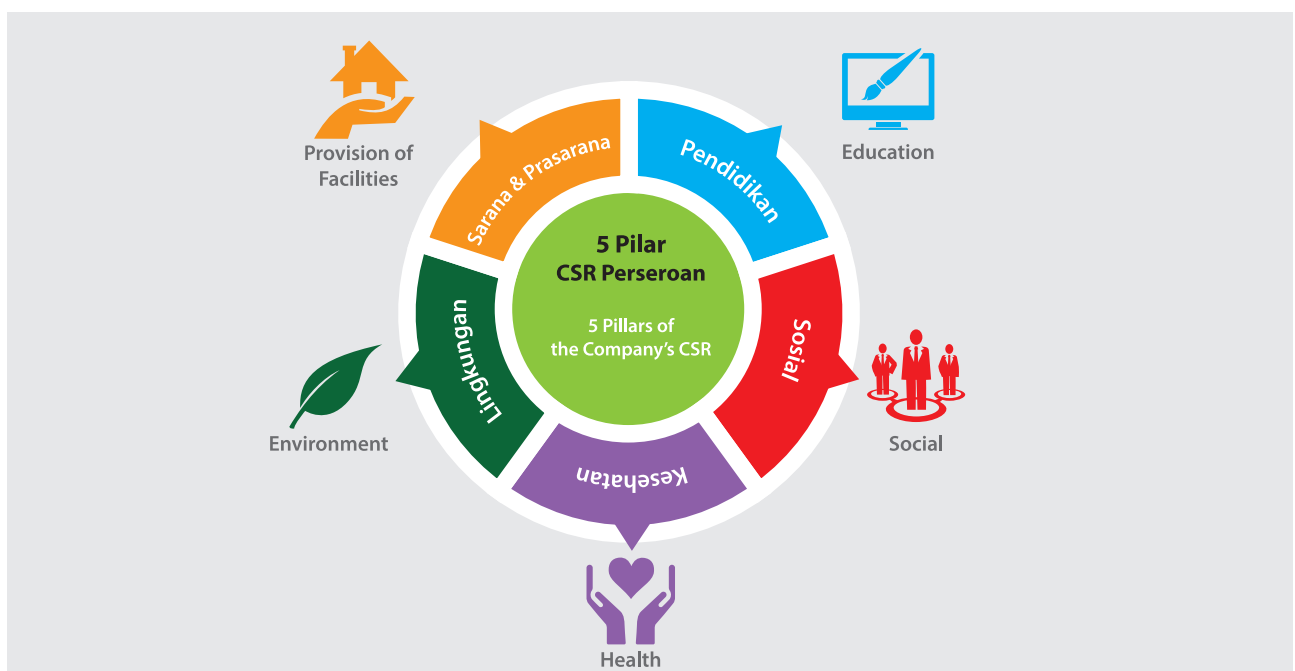 Provision of
Facilities
Education
Sarana & Prasarana
Pendidikan
5 Pilar
CSR Perseroan
5 Pillars of
the Company's CSR
Lingkungan
Sosial
Environment
Social
Kesehatan
Health